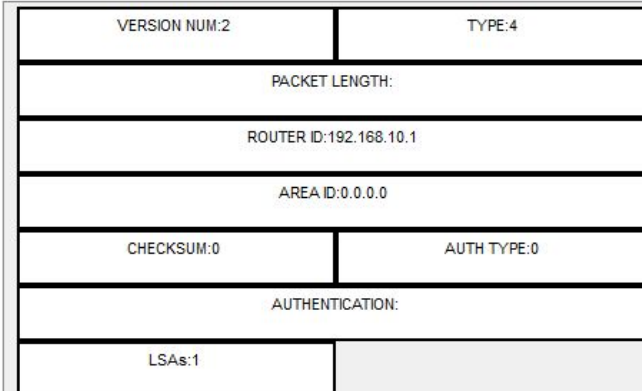 VERSION NUM:2 TYPE:4
PACKET LENGTH:
ROUTER ID:192.168.10.1
AREA ID:0.0.0.0
CHECKSUM:0 AUTH TYPE:0
AUTHENTICATION:
LSAs:1